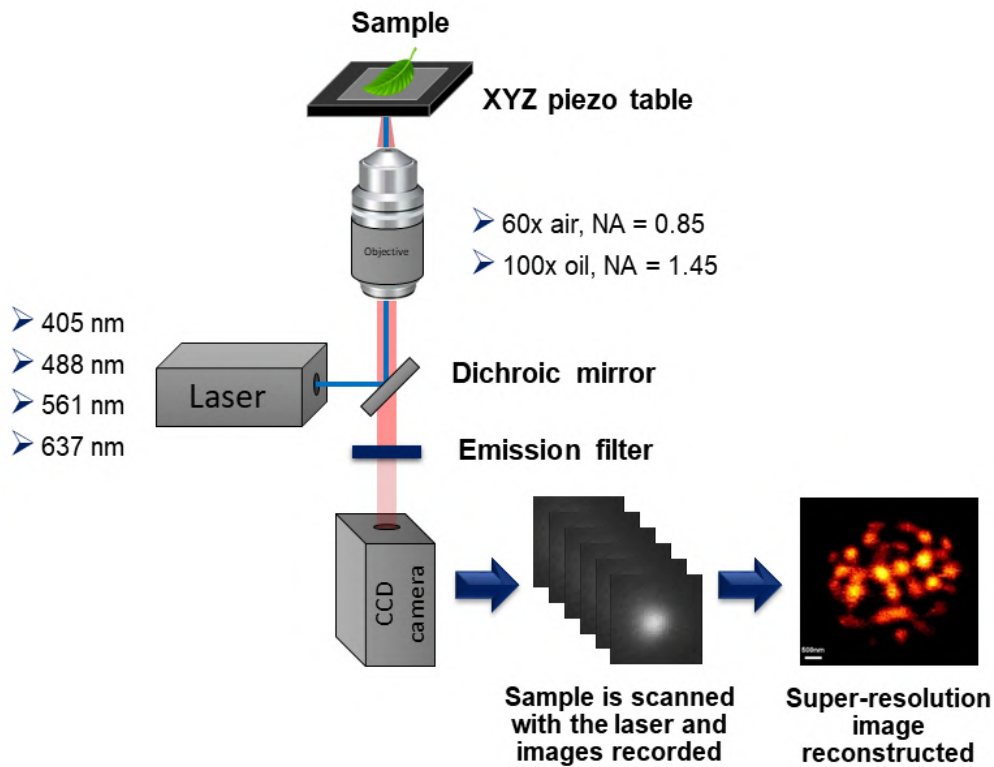 Sample
XYZ piezo table
Objective
60x air, NA = 0.85
100x oil, NA = 1.45
405 nm
488 nm
561 nm
637 nm
Laser
Dichroic mirror
Emission filter
CCD
camera
500nm
Sample is scanned
with the laser and
images recorded
Super-resolution
image
reconstructed